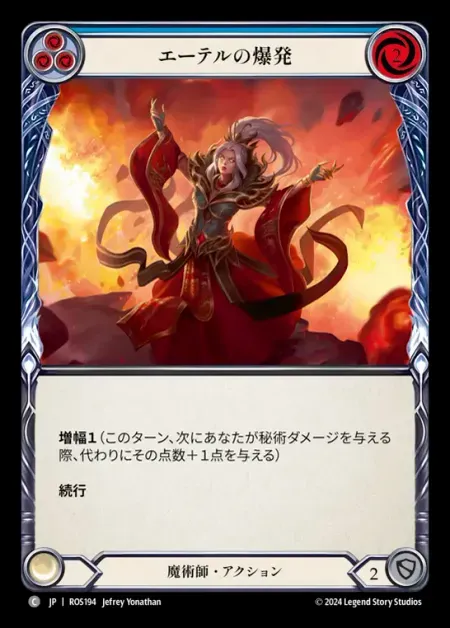 エーテルの爆発
2
増幅1(このターン、次にあなたが秘術ダメージを与える
際、代わりにその点数+1点を与える)
続行
魔術師・アクション
2
C JP | ROS194 Jefrey Yonathan
© 2024 Legend Story Studios